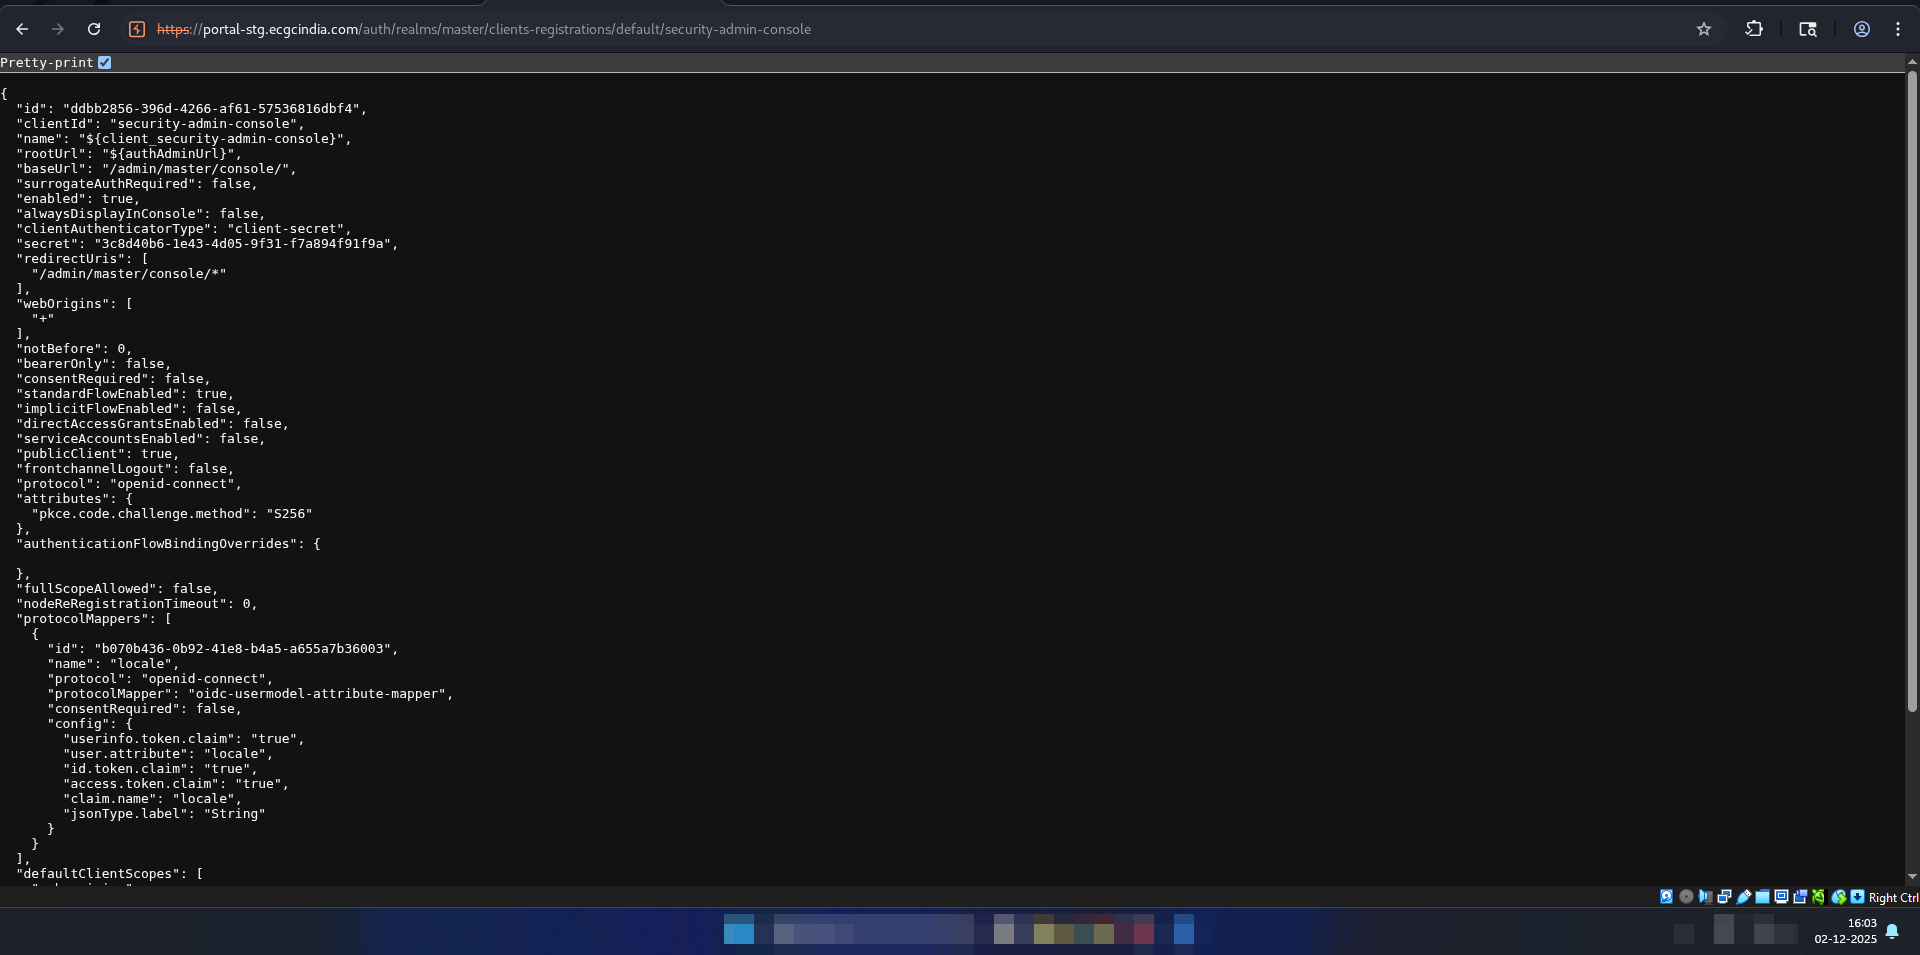 https://portal-stg.ecgcindia.com/auth/realms/master/clients-registrations/default/security-admin-console
Pretty-print
{
"id": "ddbb2856-396d-4266-af61-57536816dbf4",
"clientId": "security-admin-console",
"name": "${client_security-admin-console}",
"rootUrl": "${authAdminUrl}",
"baseUrl": "/admin/master/console/",
"surrogateAuthRequired": false,
"enabled": true,
"alwaysDisplayInConsole": false,
"clientAuthenticatorType": "client-secret",
"secret": "3c8d40b6-1e43-4d05-9f31-f7a894f91f9a",
"redirectUris": [
"/admin/master/console/*"
],
"webOrigins": [
"+"
],
"notBefore": 0,
"bearerOnly": false,
"consentRequired": false,
"standardFlowEnabled": true,
"implicitFlowEnabled": false,
"directAccessGrantsEnabled": false,
"serviceAccountsEnabled": false,
"publicClient": true,
"frontchannelLogout": false,
"protocol": "openid-connect",
"attributes": {
"pkce.code.challenge.method": "S256"
},
"authenticationFlowBindingOverrides": {
},
"fullScopeAllowed": false,
"nodeReRegistrationTimeout": 0,
"protocolMappers": [
{
"id": "b070b436-0b92-41e8-b4a5-a655a7b36003",
"name": "locale",
"protocol": "openid-connect",
"protocolMapper": "oidc-usermodel-attribute-mapper",
"consentRequired": false,
"config": {
"userinfo.token.claim": "true",
"user.attribute": "locale",
"id.token.claim": "true",
"access.token.claim": "true",
"claim.name": "locale",
"jsonType.label": "String"
}
}
],
"defaultClientScopes": [
Right Ctrl
16:03
02-12-2025